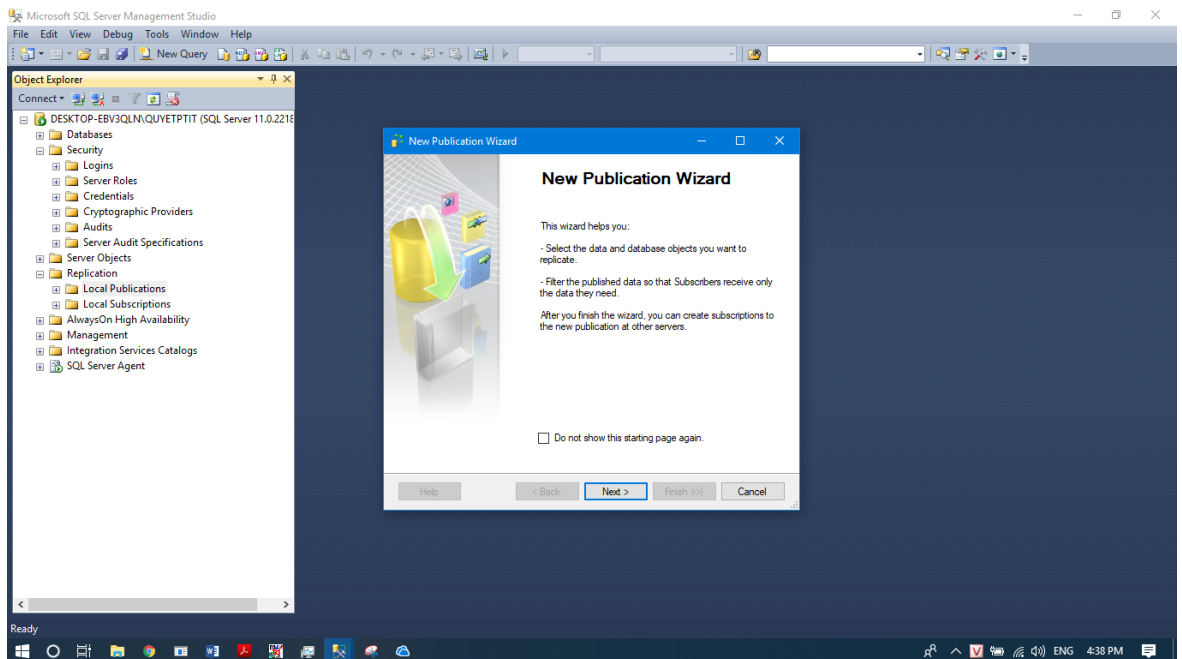 Microsoft SQL Server Management Studio
File Edit View Debug Tools Window Help
New Query
Object Explorer
Connect
DESKTOP-EBV3QLN\QUYETPTIT (SQL Server 11.0.2218
Databases
Security
Logins
Server Roles
Credentials
Cryptographic Providers
Audits
Server Audit Specifications
Server Objects
Replication
Local Publications
Local Subscriptions
AlwaysOn High Availability
Management
Integration Services Catalogs
SQL Server Agent
New Publication Wizard
New Publication Wizard
This wizard helps you:
- Select the data and database objects you want to
replicate.
- Filter the published data so that Subscribers receive only
the data they need.
After you finish the wizard, you can create subscriptions to
the new publication at other servers.
Do not show this starting page again.
Help < Back Next > Finish >>| Cancel
Ready
V ENG 4:38 PM